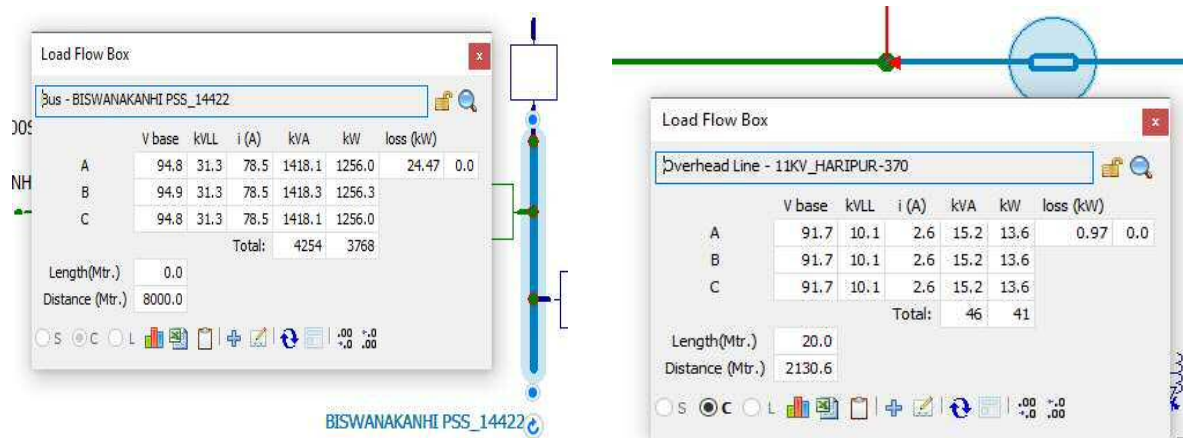 Load Flow Box
x
Bus - BISWANAKANHI PSS_14422
V base kVLL i (A) kVA kW loss (kW)
A 94.8 31.3 78.5 1418.1 1256.0 24.47 0.0
B 94.9 31.3 78.5 1418.3 1256.3
C 94.8 31.3 78.5 1418.1 1256.0
Total: 4254 3768
Length(Mtr.) 0.0
Distance (Mtr.) 8000.0
S C L
BISWANAKANHI PSS_14422
Load Flow Box
x
Overhead Line - 11KV_HARIPUR-370
V base kVLL i (A) kVA kW loss (kW)
A 91.7 10.1 2.6 15.2 13.6 0.97 0.0
B 91.7 10.1 2.6 15.2 13.6
C 91.7 10.1 2.6 15.2 13.6
Total: 46 41
Length(Mtr.) 20.0
Distance (Mtr.) 2130.6
S C L